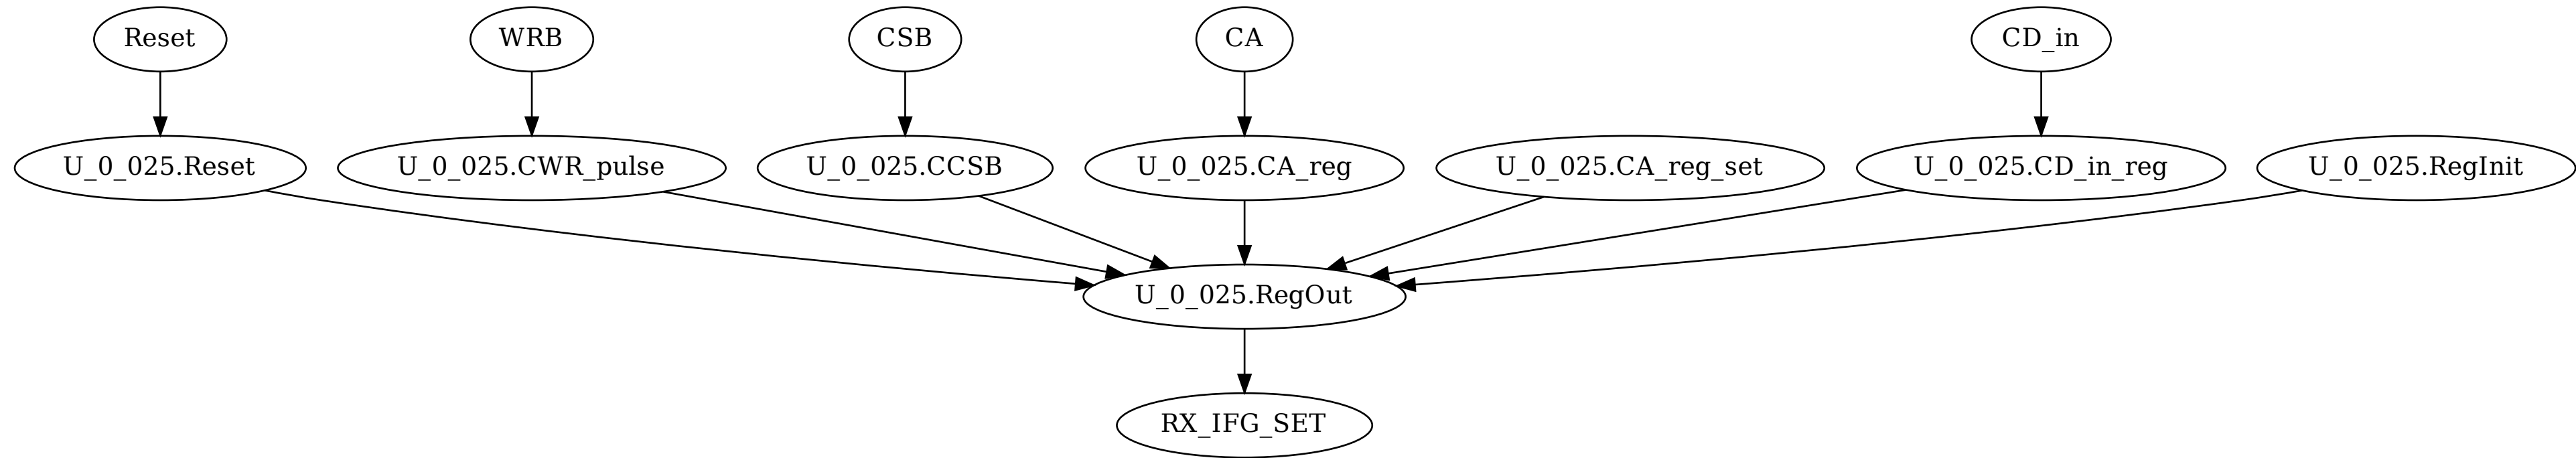 Reset
WRB
CSB
CA
CD_in
U_0_025.Reset
U_0_025.CWR_pulse
U_0_025.CCSB
U_0_025.CA_reg
U_0_025.CA_reg_set
U_0_025.CD_in_reg
U_0_025.RegInit
U_0_025.RegOut
RX_IFG_SET